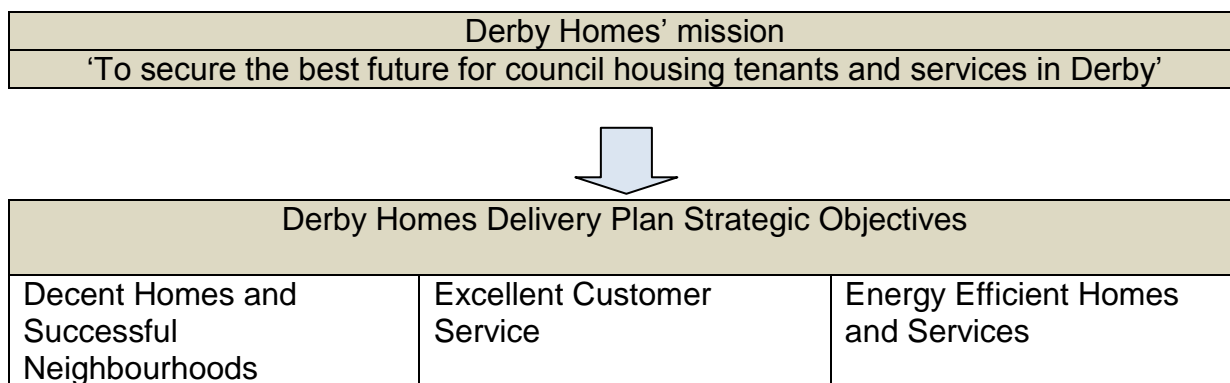 Derby Homes’ mission
‘To secure the best future for council housing tenants and services in Derby’
Derby Homes Delivery Plan Strategic Objectives
Decent Homes and
Successful
Neighbourhoods
Excellent Customer
Service
Energy Efficient Homes
and Services